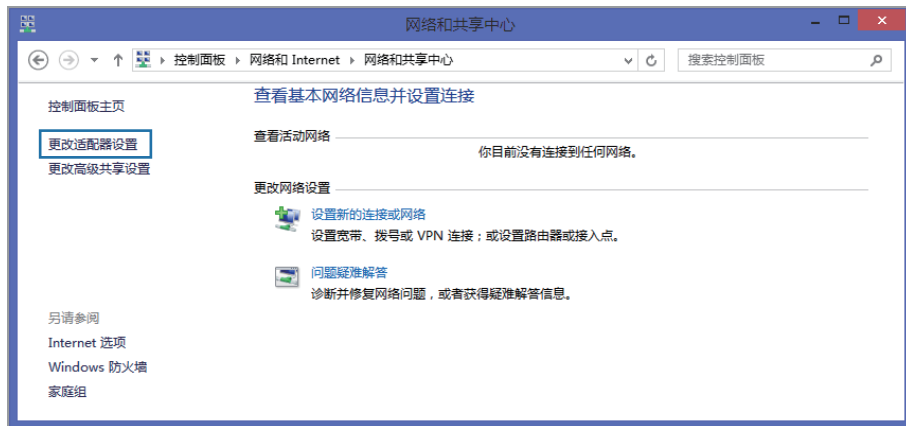 网络和共享中心
控制面板 网络和 Internet 网络和共享中心
搜索控制面板
控制面板主页
更改适配器设置
更改高级共享设置
查看基本网络信息并设置连接
查看活动网络
你目前没有连接到任何网络。
更改网络设置
设置新的连接或网络
设置宽带、拨号或 VPN 连接；或设置路由器或接入点。
问题疑难解答
诊断并修复网络问题，或者获得疑难解答信息。
另请参阅
Internet 选项
Windows 防火墙
家庭组